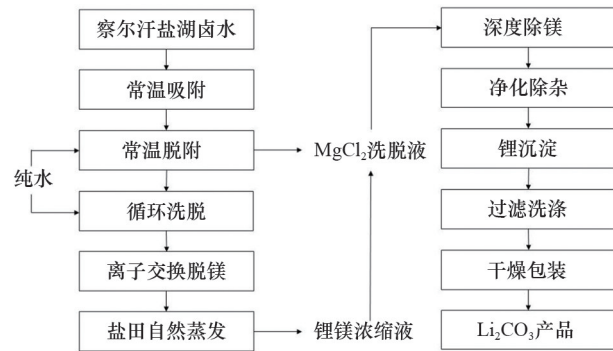 察尔汗盐湖卤水
常温吸附
常温脱附
纯水
循环洗脱
离子交换脱镁
盐田自然蒸发
MgCl₂洗脱液
锂镁浓缩液
深度除镁
净化除杂
锂沉淀
过滤洗涤
干燥包装
Li₂CO₃产品